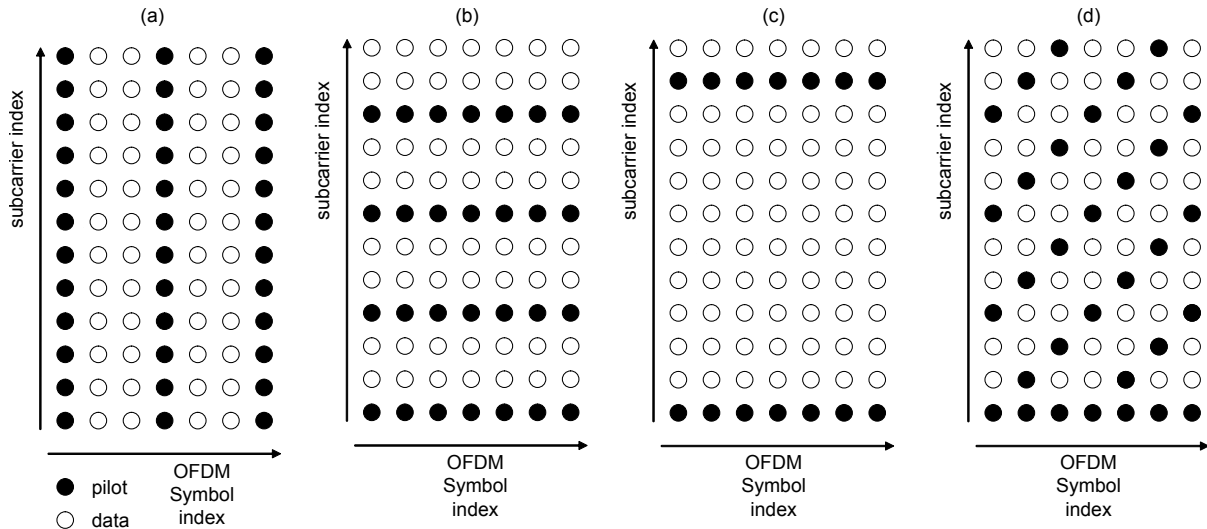 (a)
(b)
(c)
(d)
subcarrier index
subcarrier index
subcarrier index
subcarrier index
OFDM
Symbol
index
OFDM
Symbol
index
OFDM
Symbol
index
OFDM
Symbol
index
pilot
data